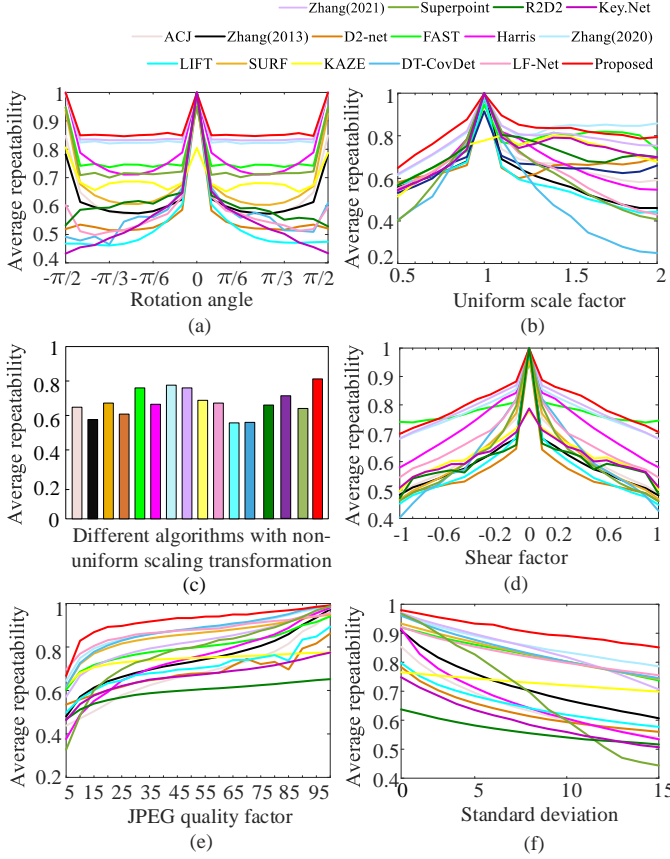 Zhang(2021) Superpoint R2D2 Key.Net
ACJ Zhang(2013) D2-net FAST Harris Zhang(2020)
LIFT SURF KAZE DT-CovDet LF-Net Proposed
Average repeatability
1
0.9
0.8
0.7
0.6
0.5
0.4
-π/2 -π/3 -π/6 0 π/6 π/3 π/2
Rotation angle
(a)
Average repeatability
1
0.8
0.6
0.4
0.2
0.5 1 1.5 2
Uniform scale factor
(b)
Average repeatability
1
0.8
0.6
0.4
0.2
0
Different algorithms with non-
uniform scaling transformation
(c)
Average repeatability
1
0.9
0.8
0.7
0.6
0.5
0.4
-1 -0.6 -0.2 0 0.2 0.6 1
Shear factor
(d)
Average repeatability
1
0.8
0.6
0.4
0.2
5 15 25 35 45 55 65 75 85 95
JPEG quality factor
(e)
Average repeatability
1
0.9
0.8
0.7
0.6
0.5
0.4
0 5 10 15
Standard deviation
(f)